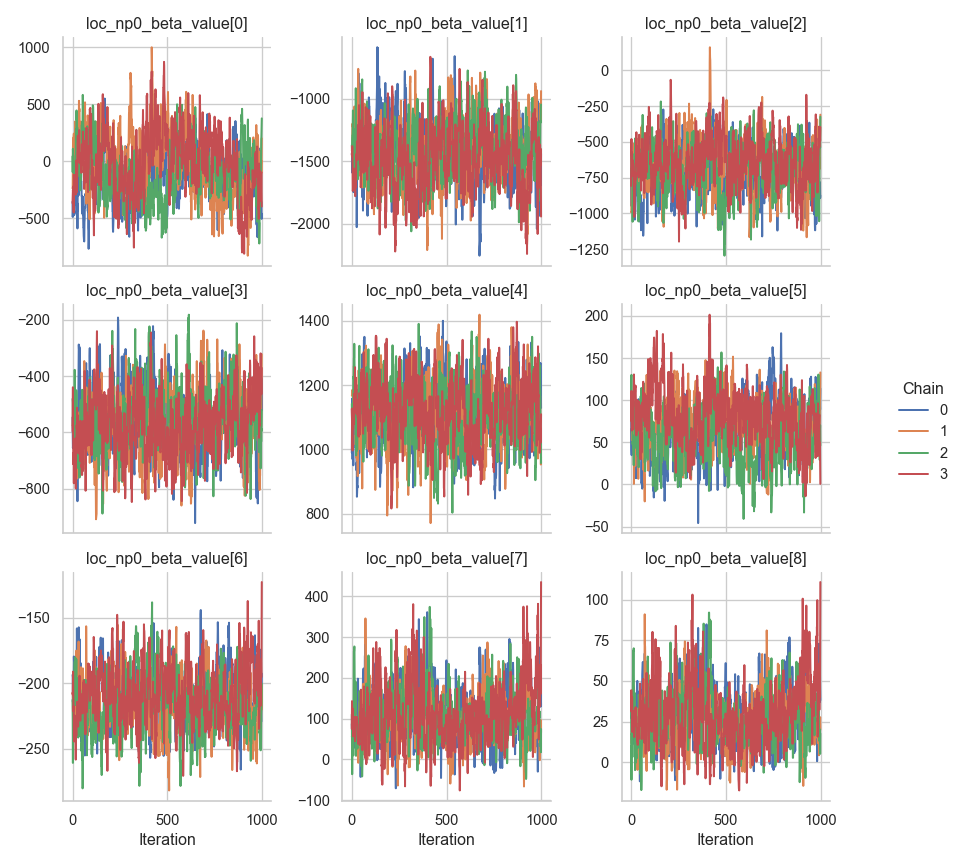 loc_np0_beta_value[0]
loc_np0_beta_value[1]
loc_np0_beta_value[2]
1000
500
0
−500
−1000
−1500
−2000
0
−250
−500
−750
−1000
−1250
loc_np0_beta_value[3]
loc_np0_beta_value[4]
loc_np0_beta_value[5]
−200
−400
−600
−800
1400
1200
1000
800
200
150
100
50
0
−50
Chain
0
1
2
3
loc_np0_beta_value[6]
loc_np0_beta_value[7]
loc_np0_beta_value[8]
−150
−200
−250
400
300
200
100
0
−100
100
75
50
25
0
0 500 1000
0 500 1000
0 500 1000
Iteration
Iteration
Iteration